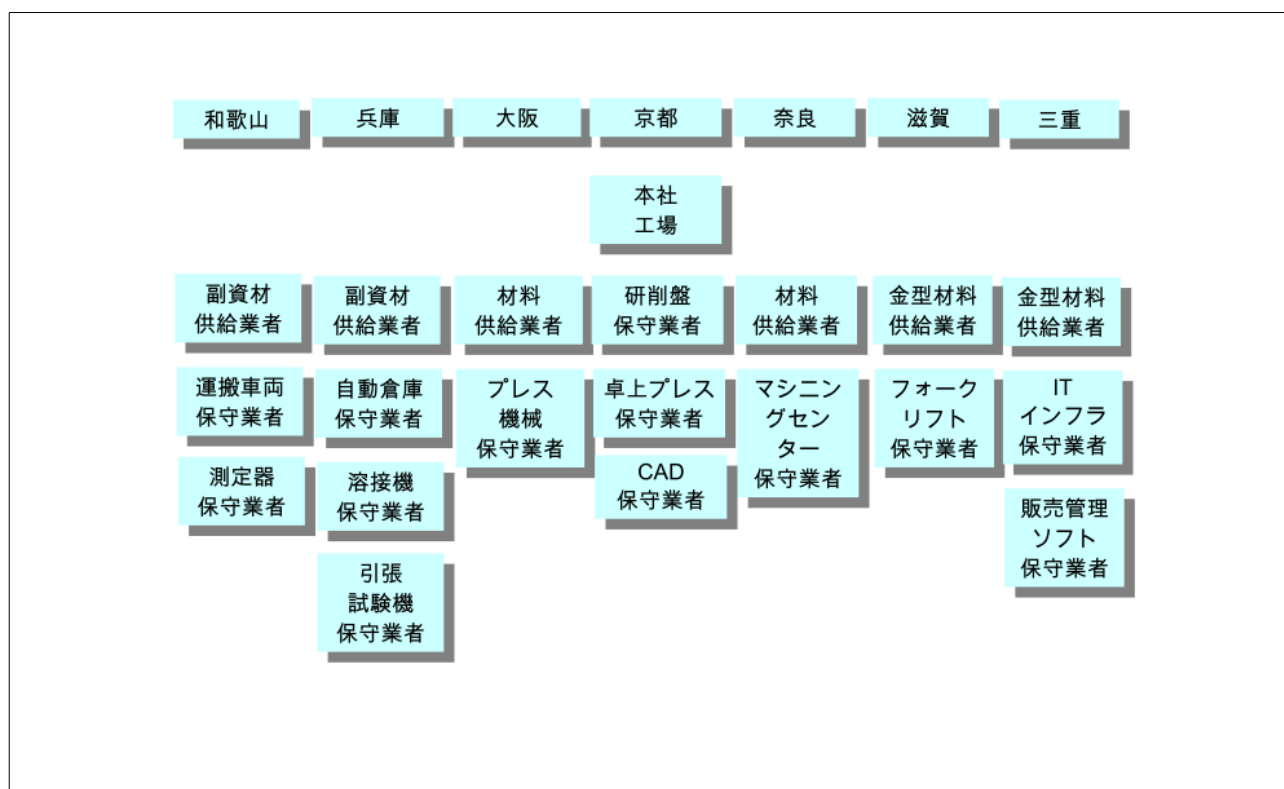 和歌山
兵庫
大阪
京都
奈良
滋賀
三重
本社
工場
副資材
供給業者
副資材
供給業者
材料
供給業者
研削盤
保守業者
材料
供給業者
金型材料
供給業者
金型材料
供給業者
運搬車両
保守業者
自動倉庫
保守業者
プレス
機械
保守業者
卓上プレス
保守業者
マシニン
グセン
ター
保守業者
フォーク
リフト
保守業者
IT
インフラ
保守業者
測定器
保守業者
溶接機
保守業者
CAD
保守業者
販売管理
ソフト
保守業者
引張
試験機
保守業者